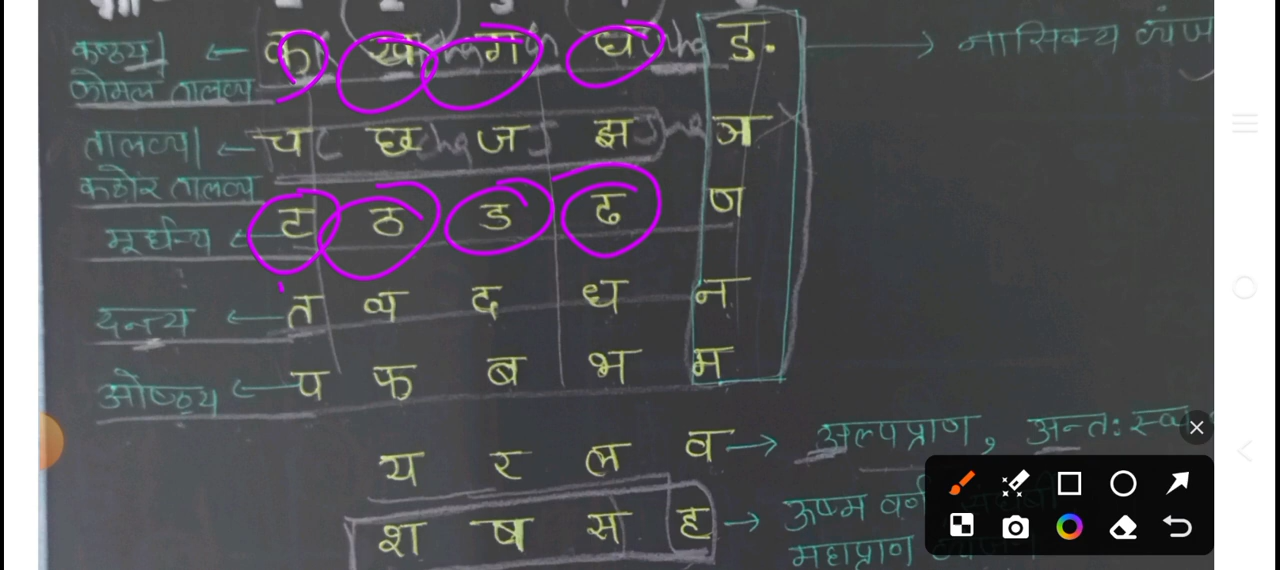 कण्ठ्य ← क ख ग घ ङ → नासिक्य
कोमल तालव्य
तालव्य ← च छ ज झ ञ
कठोर तालव्य
मूर्धन्य ← ट ठ ड ढ ण
दन्त्य ← त थ द ध न
ओष्ठ्य ← प फ ब भ म
य र ल व → अल्पप्राण, अन्तः
श ष स ह → ऊष्म
महाप्राण